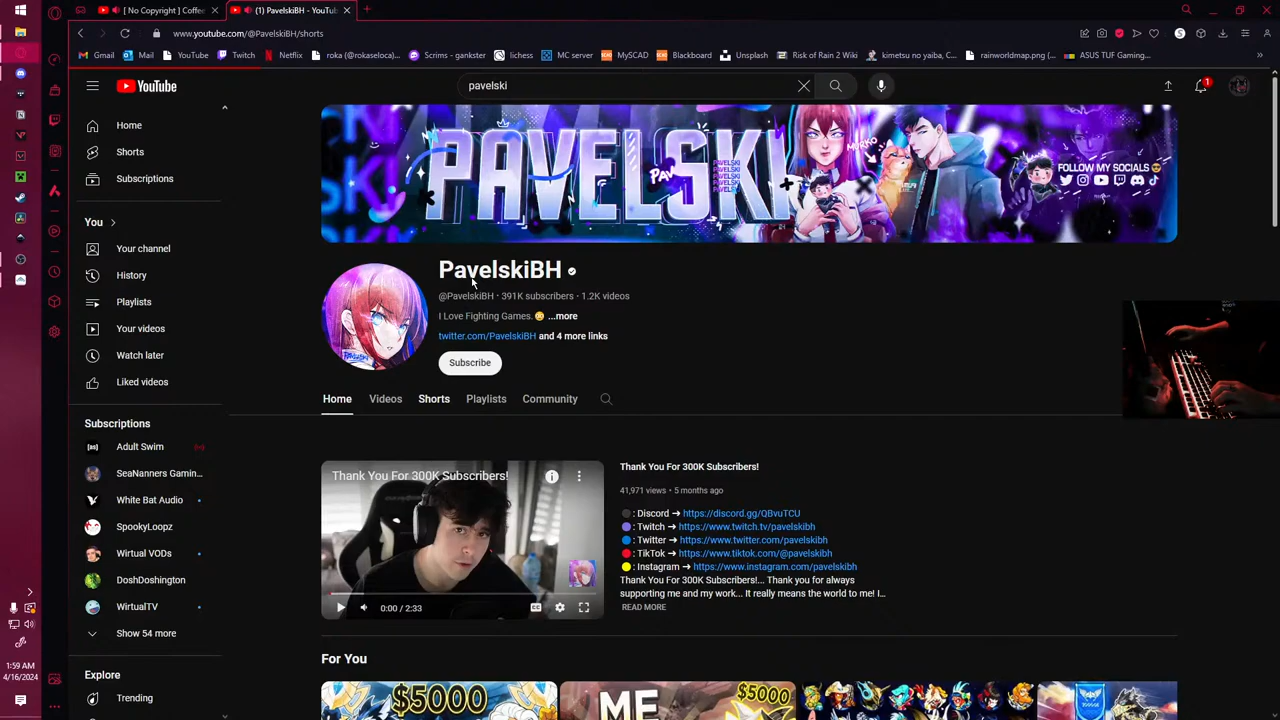 [ No Copyright ] Coffee
(1) PavelskiBH - YouTub
www.youtube.com/@PavelskiBH/shorts
Gmail
Mail
YouTube
Twitch
Netflix
roka (@rokaseloca)...
Scrims - gankster
lichess
MC server
MySCAD
Blackboard
Unsplash
Risk of Rain 2 Wiki
kimetsu no yaiba, C...
rainworldmap.png (...
ASUS TUF Gaming...
YouTube
pavelski
1
Home
Shorts
Subscriptions
You
Your channel
History
Playlists
Your videos
Watch later
Liked videos
Subscriptions
Adult Swim
SeaNanners Gamin...
White Bat Audio
SpookyLoopz
Wirtual VODs
DoshDoshington
WirtualTV
Show 54 more
Explore
Trending
PAVELSKI
PAVELSKI
PAVELSKI
PAVELSKI
PAVELSKI
MURKO
FOLLOW MY SOCIALS 😎
PavelskiBH
@PavelskiBH · 391K subscribers · 1.2K videos
I Love Fighting Games. 😳 ...more
twitter.com/PavelskiBH and 4 more links
Subscribe
Home
Videos
Shorts
Playlists
Community
Thank You For 300K Subscribers!
0:00 / 2:33
Thank You For 300K Subscribers!
41,971 views • 5 months ago
⚫ : Discord ➔ https://discord.gg/QBvuTCU
🟣 : Twitch ➔ https://www.twitch.tv/pavelskibh
🔵 : Twitter ➔ https://www.twitter.com/pavelskibh
🔴 : TikTok ➔ https://www.tiktok.com/@pavelskibh
🟡 : Instagram ➔ https://www.instagram.com/pavelskibh
Thank You For 300K Subscribers!... Thank you for always
supporting me and my work... It really means the world to me! I...
READ MORE
For You
$5000
ME
$5000
1:59 AM
4/16/2024